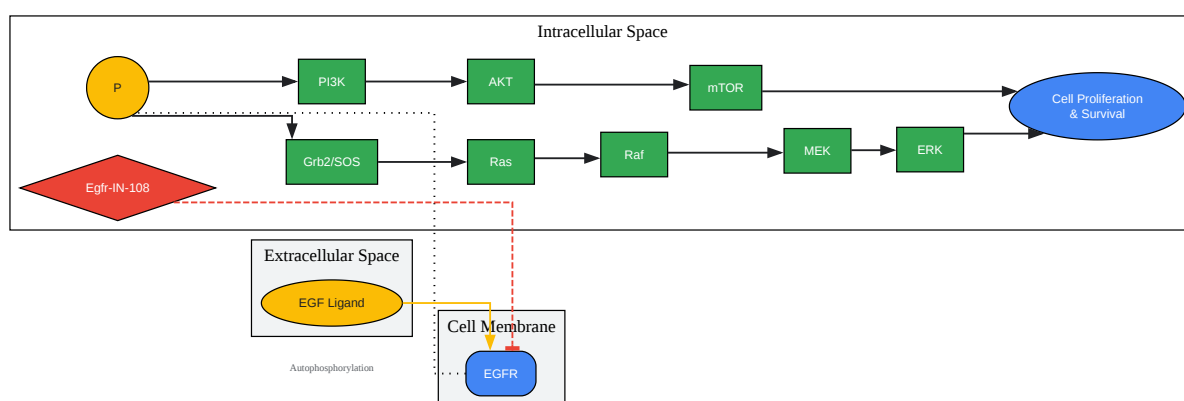 Intracellular Space
P
PI3K
AKT
mTOR
Cell Proliferation
& Survival
Grb2/SOS
Ras
Raf
MEK
ERK
Egfr-IN-108
Extracellular Space
EGF Ligand
Cell Membrane
Autophosphorylation
EGFR